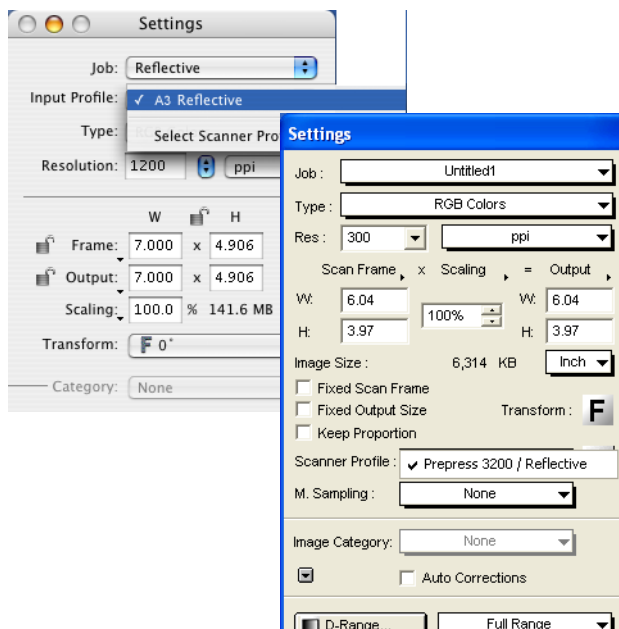 Settings
Job: Reflective
Input Profile: ✓ A3 Reflective
Type: Select Scanner Pro
Resolution: 1200 ppi
W H
Frame: 7.000 x 4.906
Output: 7.000 x 4.906
Scaling: 100.0 % 141.6 MB
Transform: F 0°
Category: None
Settings
Job : Untitled1
Type : RGB Colors
Res : 300 ppi
Scan Frame x Scaling = Output
W: 6.04 100% W: 6.04
H: 3.97 H: 3.97
Image Size : 6,314 KB Inch
Fixed Scan Frame
Fixed Output Size Transform : F
Keep Proportion
Scanner Profile : ✓ Prepress 3200 / Reflective
M. Sampling : None
Image Category: None
Auto Corrections
D-Range... Full Range